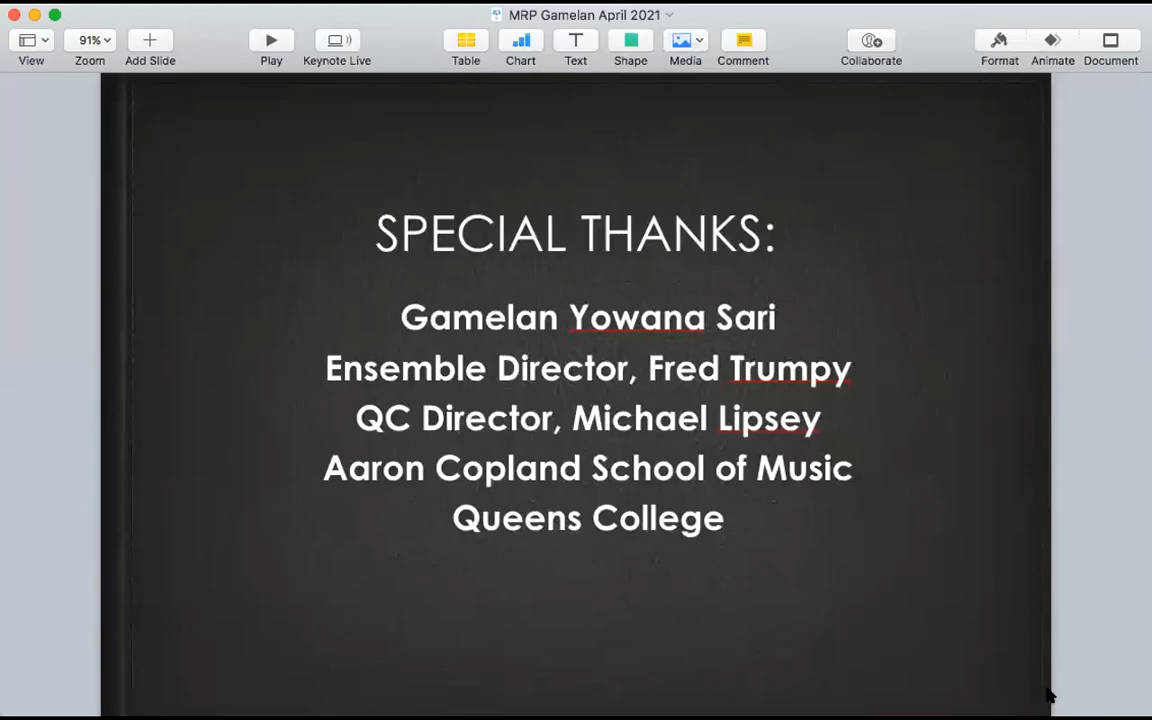 MRP Gamelan April 2021
View
91%
Zoom
Add Slide
Play
Keynote Live
Table
Chart
Text
Shape
Media
Comment
Collaborate
Format
Animate
Document
SPECIAL THANKS:
Gamelan Yowana Sari
Ensemble Director, Fred Trumpy
QC Director, Michael Lipsey
Aaron Copland School of Music
Queens College